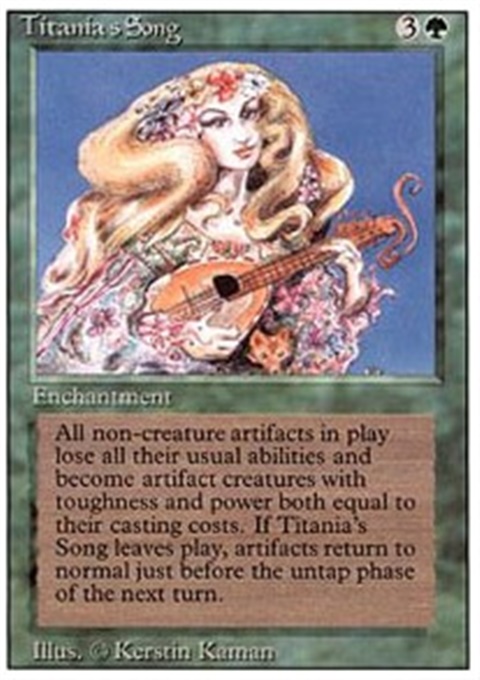 Titania's Song 3
Enchantment
All non-creature artifacts in play
lose all their usual abilities and
become artifact creatures with
toughness and power both equal to
their casting costs. If Titania's
Song leaves play, artifacts return to
normal just before the untap phase
of the next turn.
Illus. © Kerstin Kaman